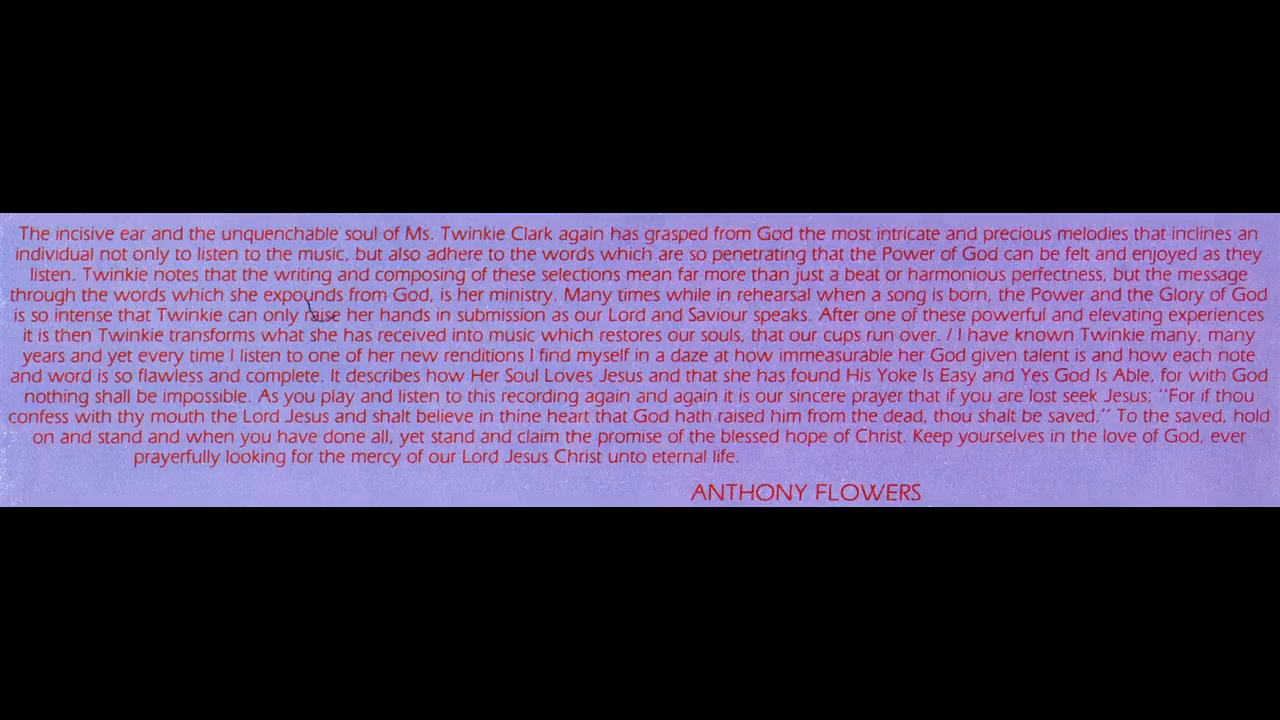 The incisive ear and the unquenchable soul of Ms. Twinkie Clark again has grasped from God the most intricate and precious melodies that inclines an
individual not only to listen to the music, but also adhere to the words which are so penetrating that the Power of God can be felt and enjoyed as they
listen. Twinkie notes that the writing and composing of these selections mean far more than just a beat or harmonious perfectness, but the message
through the words which she expounds from God, is her ministry. Many times while in rehearsal when a song is born, the Power and the Glory of God
is so intense that Twinkie can only raise her hands in submission as our Lord and Saviour speaks. After one of these powerful and elevating experiences
it is then Twinkie transforms what she has received into music which restores our souls, that our cups run over. / I have known Twinkie many, many
years and yet every time I listen to one of her new renditions I find myself in a daze at how immeasurable her God given talent is and how each note
and word is so flawless and complete. It describes how Her Soul Loves Jesus and that she has found His Yoke Is Easy and Yes God Is Able, for with God
nothing shall be impossible. As you play and listen to this recording again and again it is our sincere prayer that if you are lost seek Jesus; "For if thou
confess with thy mouth the Lord Jesus and shalt believe in thine heart that God hath raised him from the dead, thou shalt be saved." To the saved, hold
on and stand and when you have done all, yet stand and claim the promise of the blessed hope of Christ. Keep yourselves in the love of God, ever
prayerfully looking for the mercy of our Lord Jesus Christ unto eternal life.
ANTHONY FLOWERS